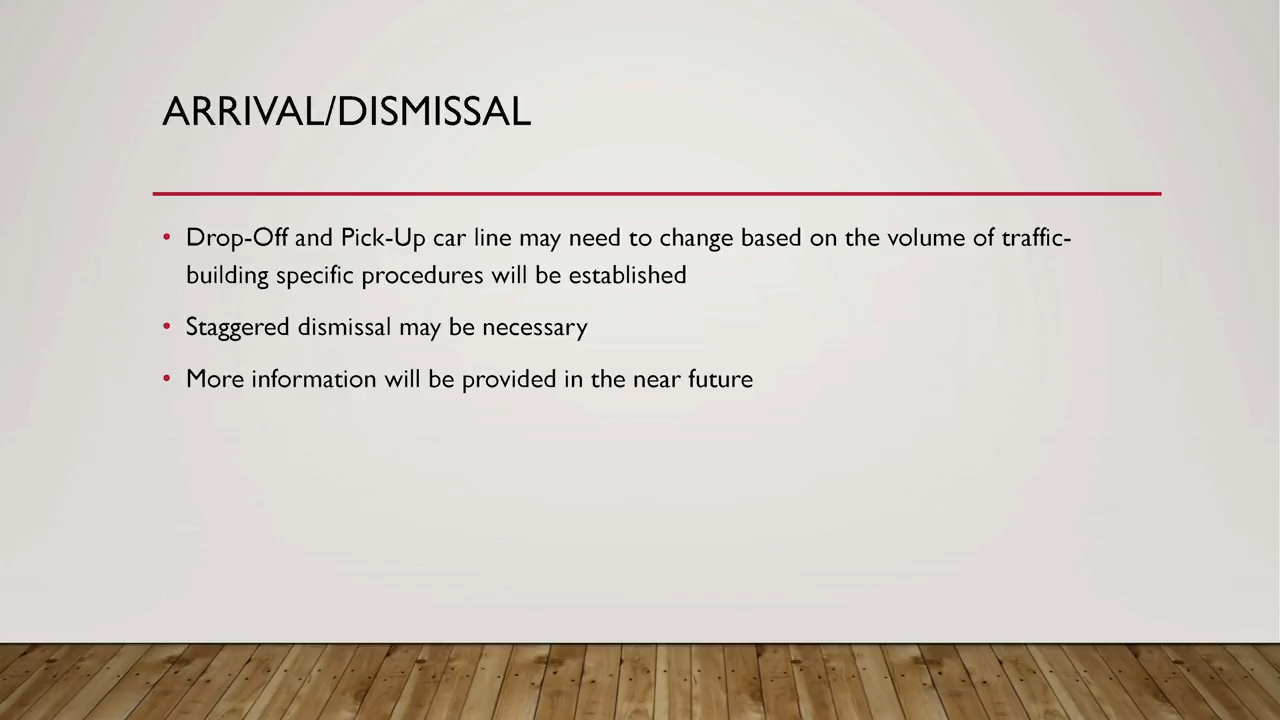 ARRIVAL/DISMISSAL
• Drop-Off and Pick-Up car line may need to change based on the volume of traffic-
building specific procedures will be established
• Staggered dismissal may be necessary
• More information will be provided in the near future